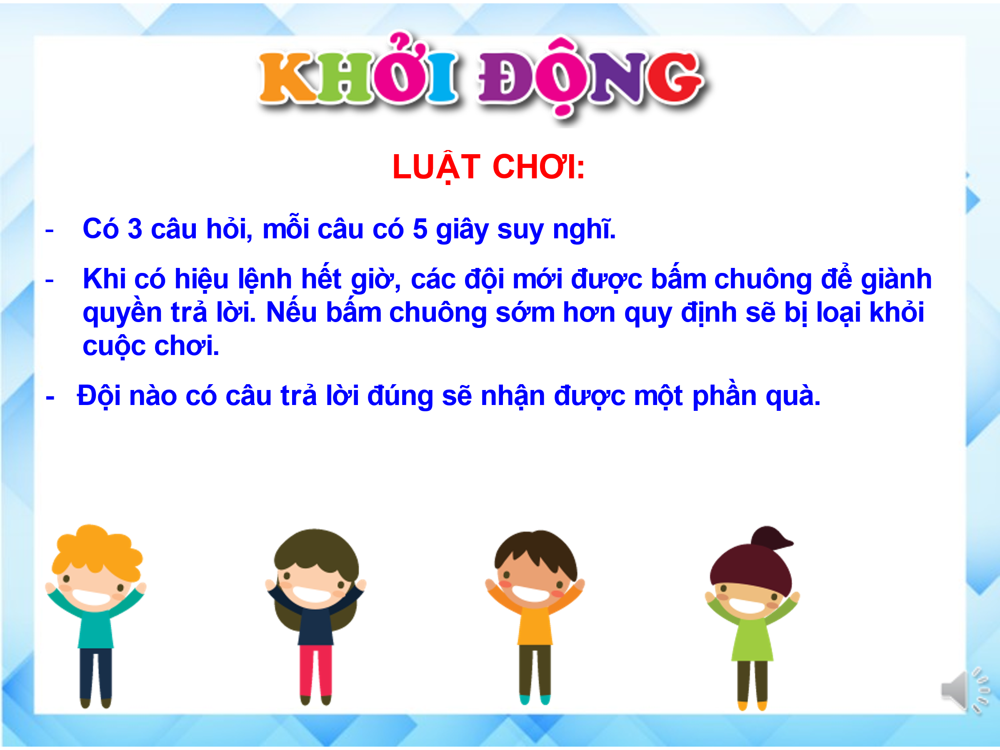 KHỞI ĐỘNG
LUẬT CHƠI:
- Có 3 câu hỏi, mỗi câu có 5 giây suy nghĩ.
- Khi có hiệu lệnh hết giờ, các đội mới được bấm chuông để giành
quyền trả lời. Nếu bấm chuông sớm hơn quy định sẽ bị loại khỏi
cuộc chơi.
- Đội nào có câu trả lời đúng sẽ nhận được một phần quà.